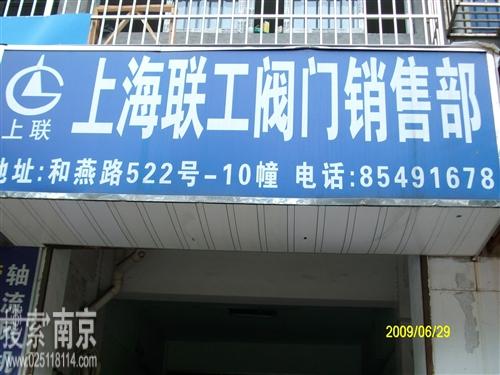 上海联工阀门销售部
上联
地址:和燕路522号-10幢 电话:85491678
轴流
搜索南京
www.025118114.com
2009/06/29